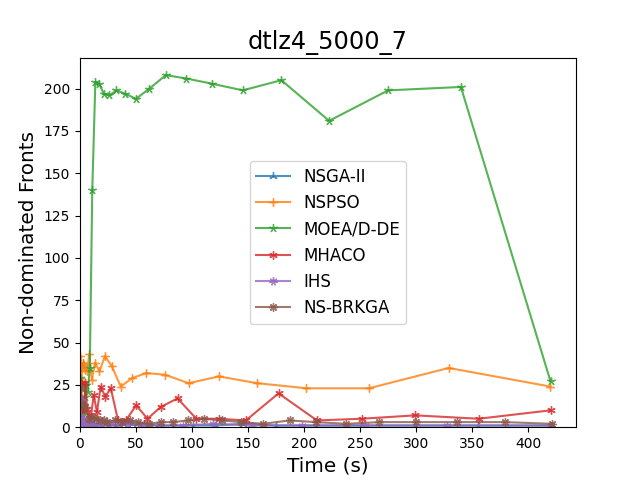 dtlz4_5000_7
Non-dominated Fronts
200
175
150
125
100
75
50
25
0
NSGA-II
NSPSO
MOEA/D-DE
MHACO
IHS
NS-BRKGA
0 50 100 150 200 250 300 350 400
Time (s)